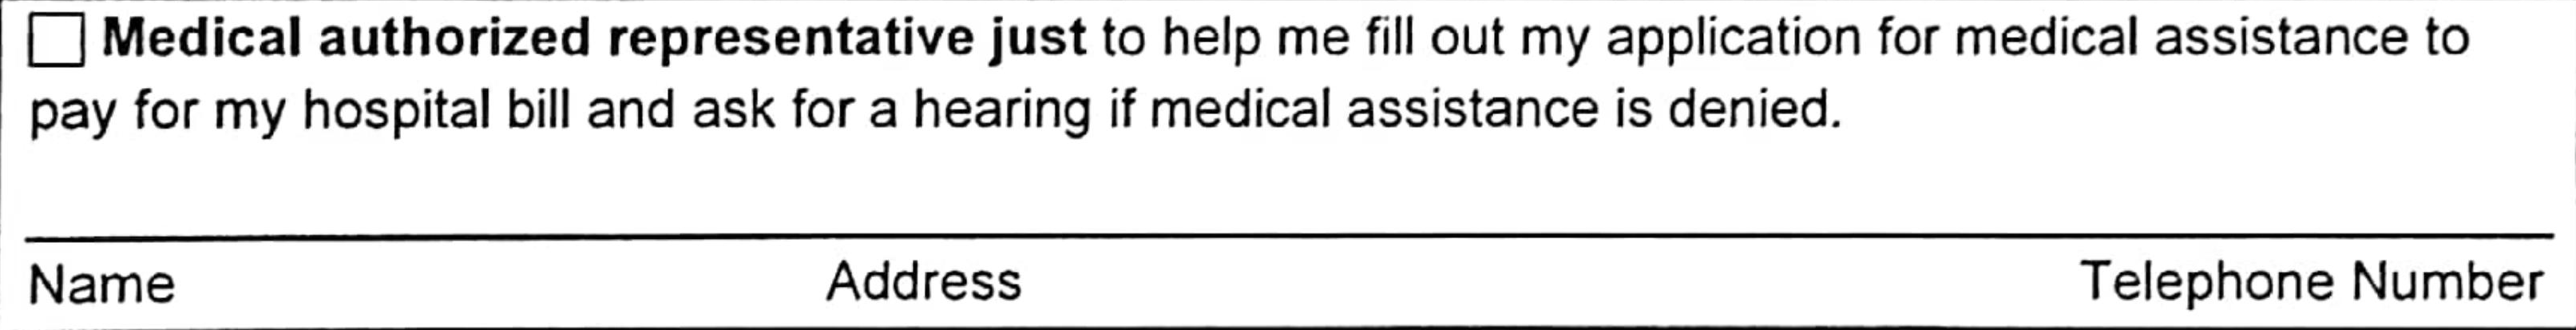 Medical authorized representative just to help me fill out my application for medical assistance to
pay for my hospital bill and ask for a hearing if medical assistance is denied.
Name Address Telephone Number